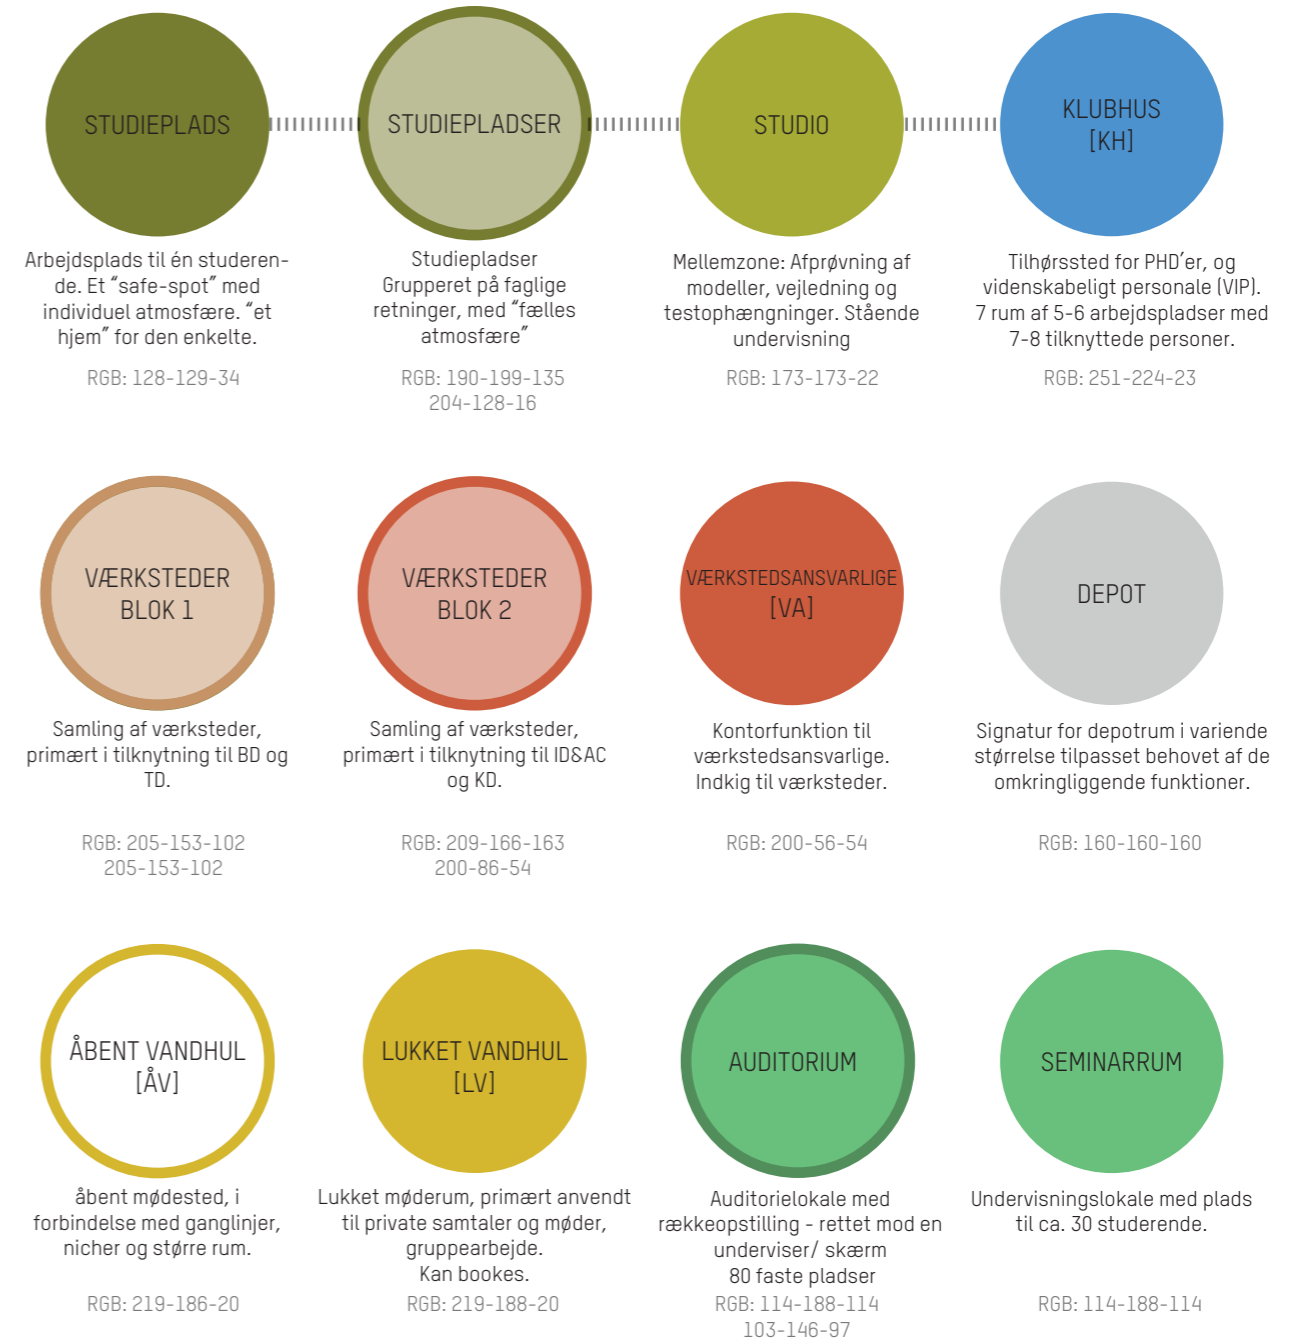 STUDIEPLADS
Arbejdsplads til én studeren-
de. Et “safe-spot” med
individuel atmosfære. “et
hjem” for den enkelte.
RGB: 128-129-34
STUDIEPLADSER
Studiepladser
Grupperet på faglige
retninger, med “fælles
atmosfære”
RGB: 190-199-135
204-128-16
STUDIO
Mellemzone: Afprøvning af
modeller, vejledning og
testophængninger. Stående
undervisning
RGB: 173-173-22
KLUBHUS
[KH]
Tilhørssted for PHD’er, og
videnskabeligt personale (VIP).
7 rum af 5-6 arbejdspladser med
7-8 tilknyttede personer.
RGB: 251-224-23
VÆRKSTEDER
BLOK 1
Samling af værksteder,
primært i tilknytning til BD og
TD.
RGB: 205-153-102
205-153-102
VÆRKSTEDER
BLOK 2
Samling af værksteder,
primært i tilknytning til ID&AC
og KD.
RGB: 209-166-163
200-86-54
VÆRKSTEDSANSVARLIGE
[VA]
Kontorfunktion til
værkstedsansvarlige.
Indkig til værksteder.
RGB: 200-56-54
DEPOT
Signatur for depotrum i variende
størrelse tilpasset behovet af de
omkringliggende funktioner.
RGB: 160-160-160
ÅBENT VANDHUL
[ÅV]
åbent mødested, i
forbindelse med ganglinjer,
nicher og større rum.
RGB: 219-186-20
LUKKET VANDHUL
[LV]
Lukket møderum, primært anvendt
til private samtaler og møder,
gruppearbejde.
Kan bookes.
RGB: 219-188-20
AUDITORIUM
Auditorielokale med
rækkeopstilling - rettet mod en
underviser/ skærm
80 faste pladser
RGB: 114-188-114
103-146-97
SEMINARRUM
Undervisningslokale med plads
til ca. 30 studerende.
RGB: 114-188-114